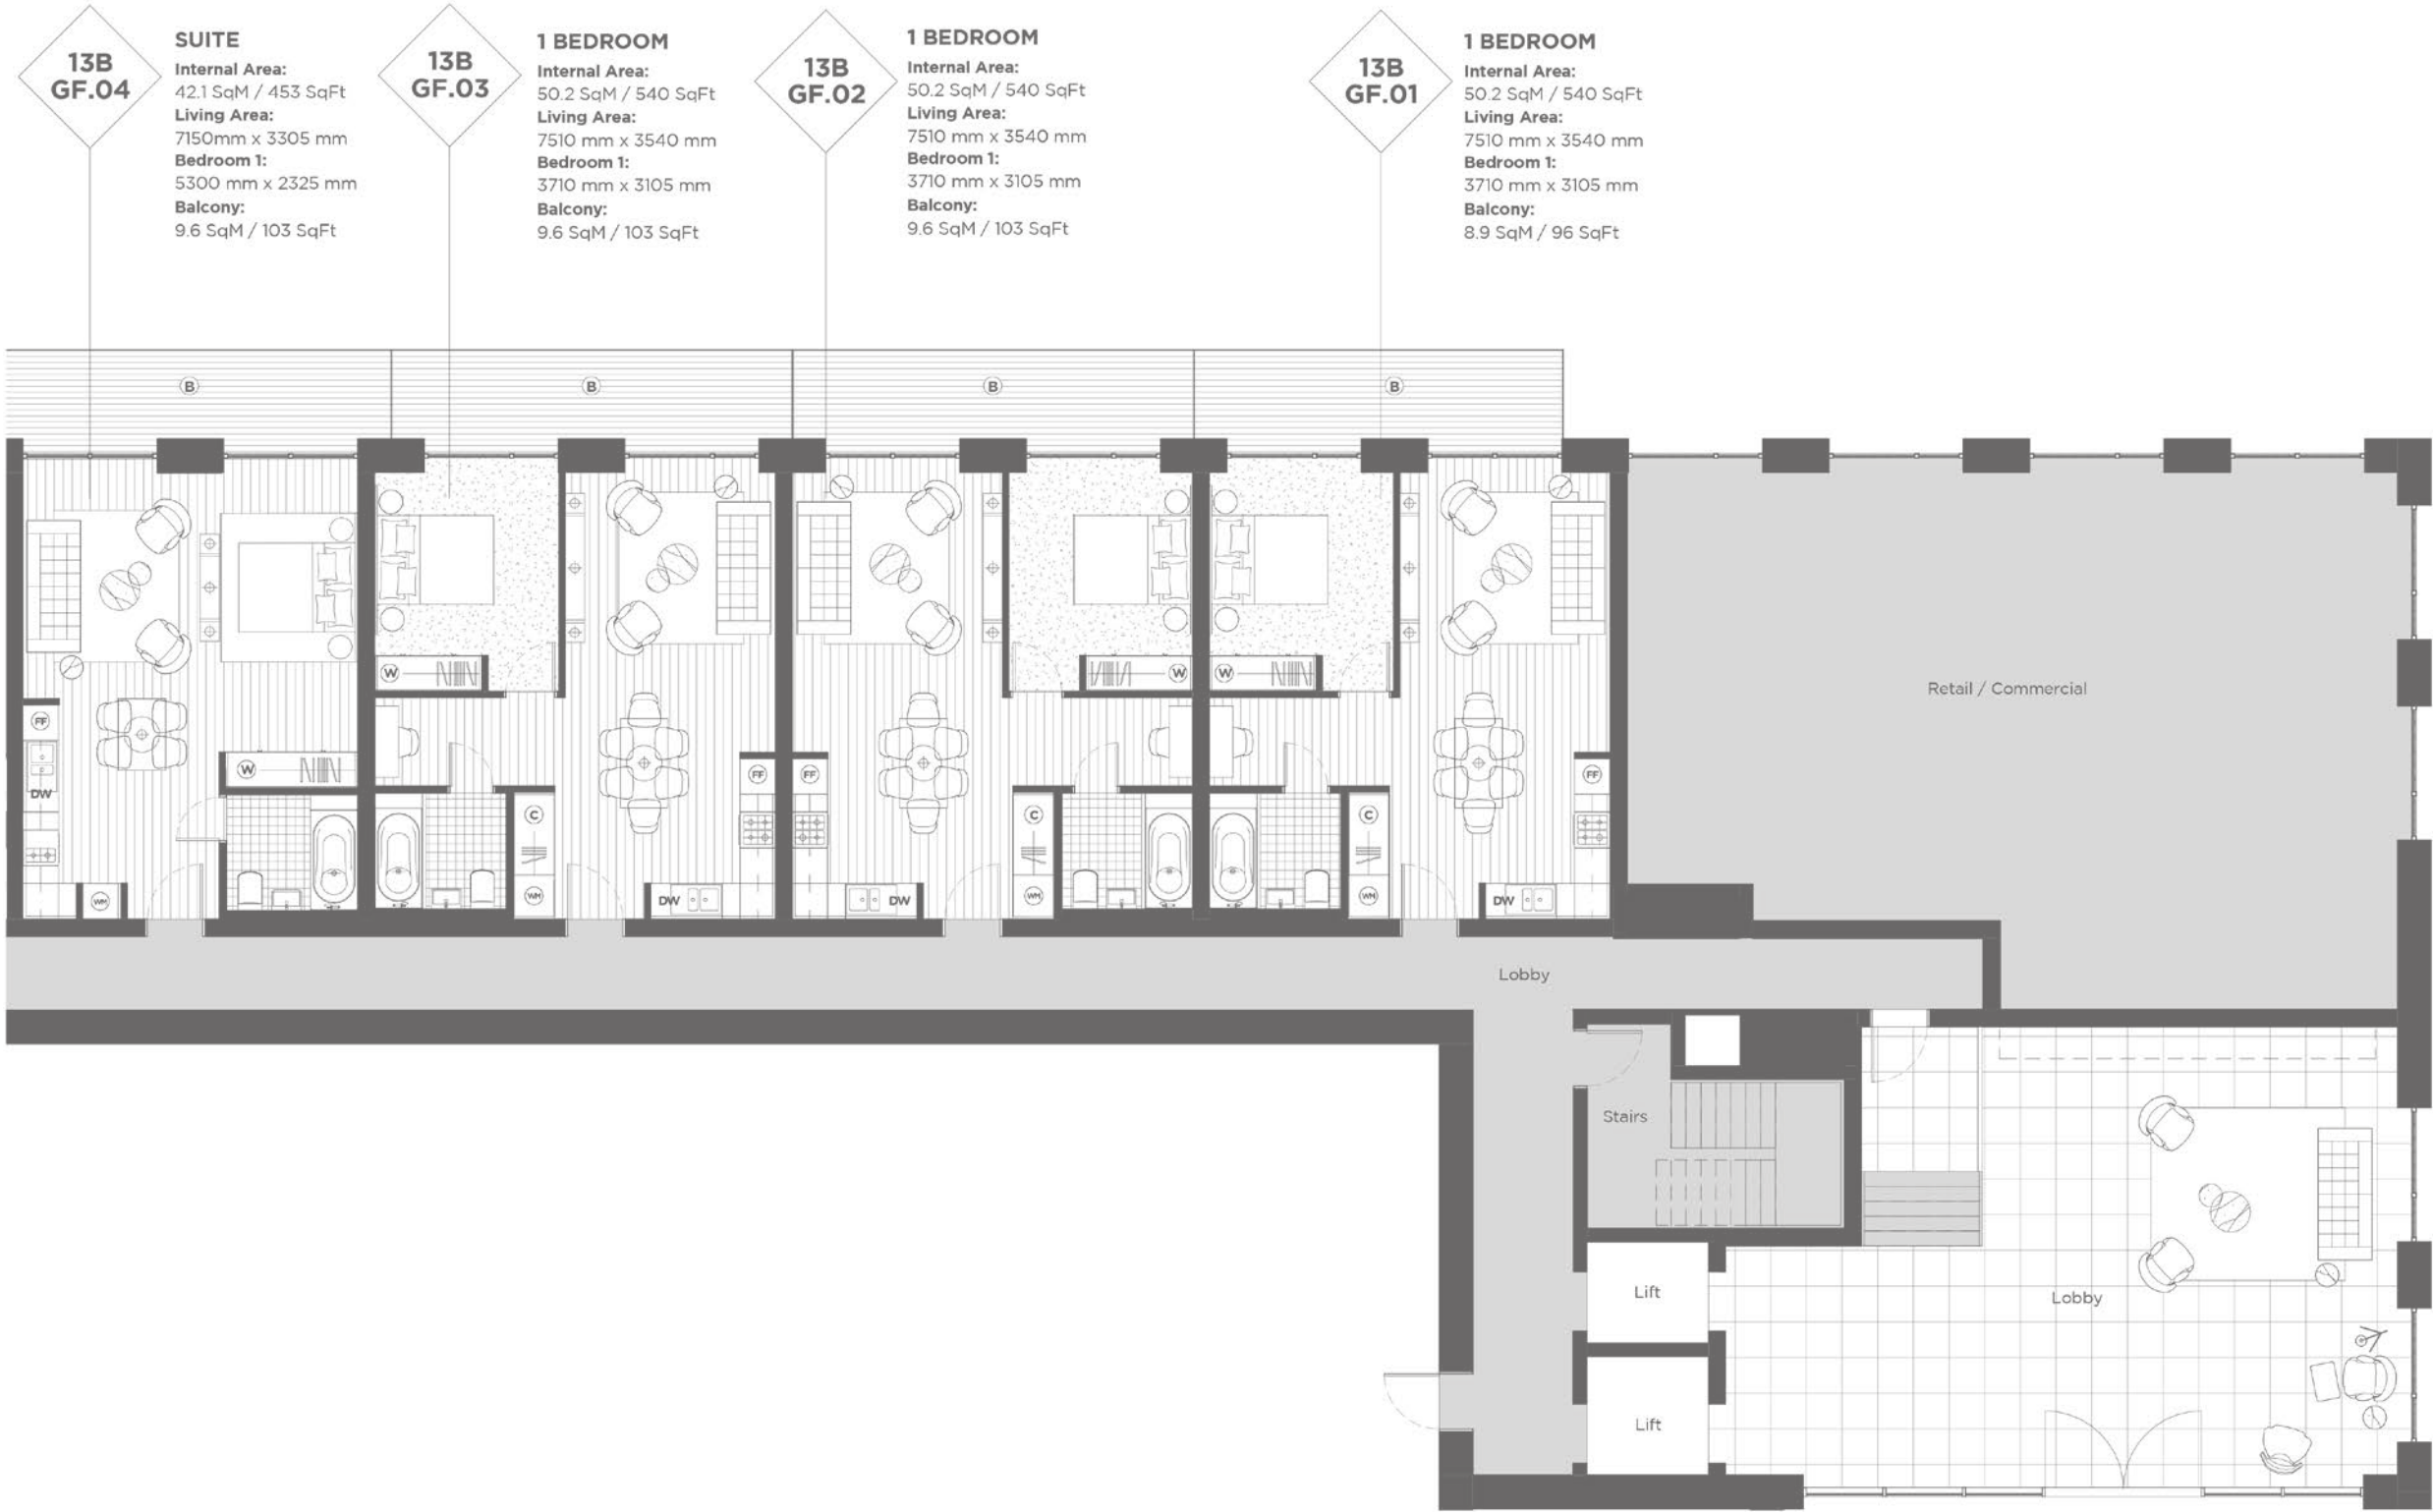 13B
GF.04
SUITE
Internal Area:
42.1 SqM / 453 SqFt
Living Area:
7150mm x 3305 mm
Bedroom 1:
5300 mm x 2325 mm
Balcony:
9.6 SqM / 103 SqFt
13B
GF.03
1 BEDROOM
Internal Area:
50.2 SqM / 540 SqFt
Living Area:
7510 mm x 3540 mm
Bedroom 1:
3710 mm x 3105 mm
Balcony:
9.6 SqM / 103 SqFt
13B
GF.02
1 BEDROOM
Internal Area:
50.2 SqM / 540 SqFt
Living Area:
7510 mm x 3540 mm
Bedroom 1:
3710 mm x 3105 mm
Balcony:
9.6 SqM / 103 SqFt
13B
GF.01
1 BEDROOM
Internal Area:
50.2 SqM / 540 SqFt
Living Area:
7510 mm x 3540 mm
Bedroom 1:
3710 mm x 3105 mm
Balcony:
8.9 SqM / 96 SqFt
B B B B
W W W
Retail / Commercial
FF
W
FF FF FF
DW
C C C
WM WM WM
WM
DW DW DW
Lobby
Stairs
Lift
Lobby
Lift